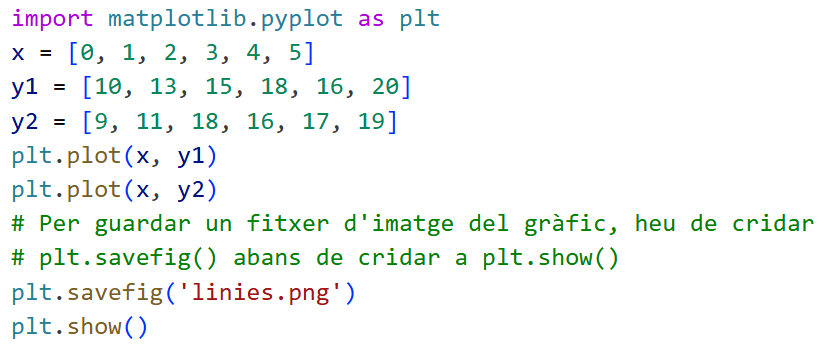 import matplotlib.pyplot as plt
x = [0, 1, 2, 3, 4, 5]
y1 = [10, 13, 15, 18, 16, 20]
y2 = [9, 11, 18, 16, 17, 19]
plt.plot(x, y1)
plt.plot(x, y2)
# Per guardar un fitxer d'imatge del gràfic, heu de cridar
# plt.savefig() abans de cridar a plt.show()
plt.savefig('linies.png')
plt.show()